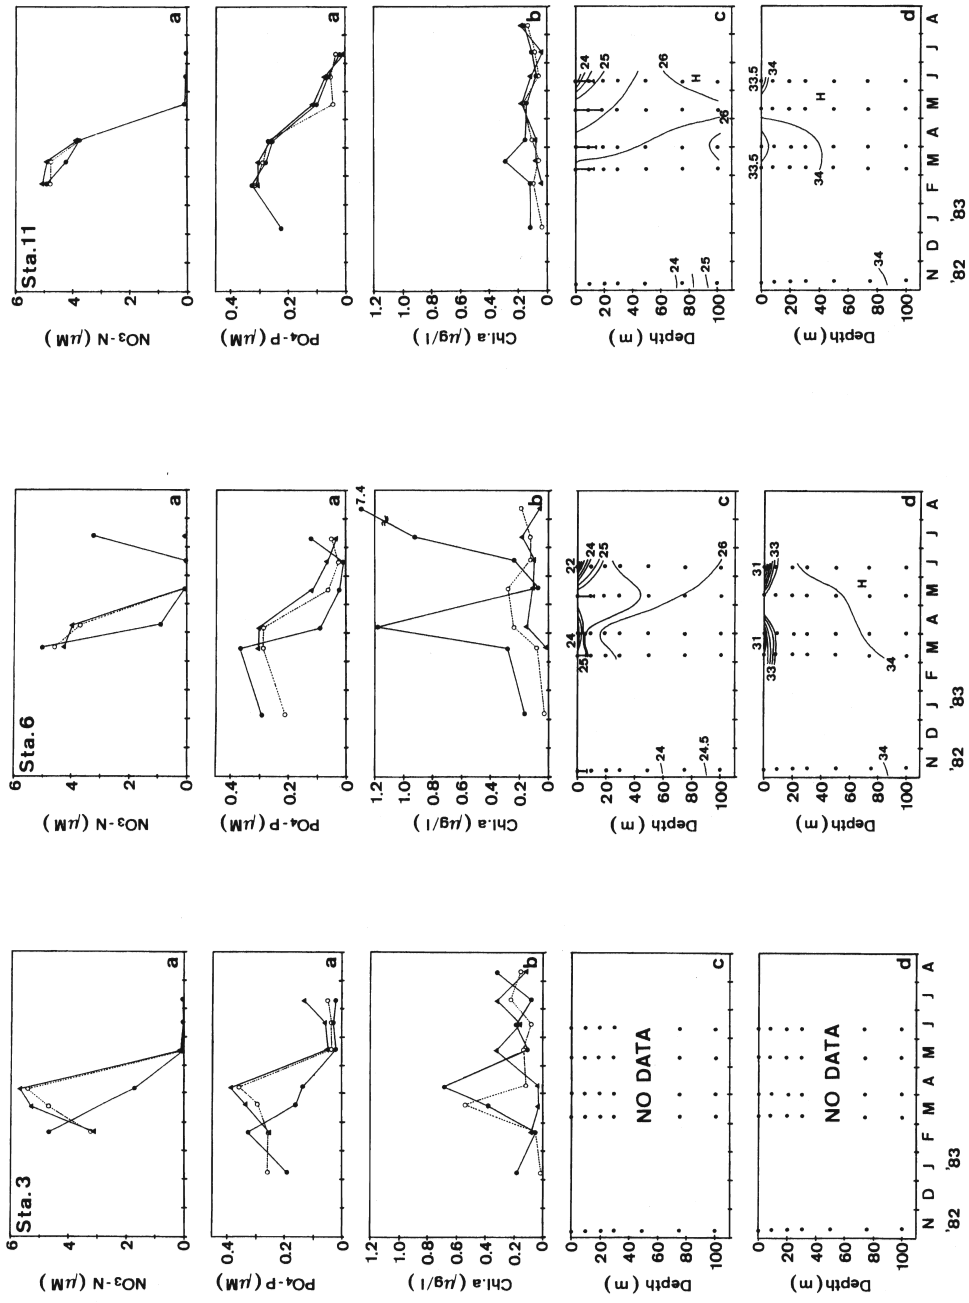 Sta.3
NO₃-N (μM)
6
4
2
0
a
PO₄-P (μM)
0.4
0.2
0
a
Chl.a (μg/l)
1.2
1.0
0.8
0.6
0.4
0.2
0
b
Depth (m)
0
20
40
60
80
100
NO DATA
c
Depth (m)
0
20
40
60
80
100
NO DATA
d
N D J F M A M J J A
'82 '83
Sta.6
NO₃-N (μM)
6
4
2
0
a
PO₄-P (μM)
0.4
0.2
0
a
Chl.a (μg/l)
1.2
1.0
0.8
0.6
0.4
0.2
0
7.4
b
Depth (m)
0
20
40
60
80
100
24
24.5
25
24
22
24
25
26
c
Depth (m)
0
20
40
60
80
100
34
33
31
31
33
34
H
d
N D J F M A M J J A
'82 '83
Sta.11
NO₃-N (μM)
6
4
2
0
a
PO₄-P (μM)
0.4
0.2
0
a
Chl.a (μg/l)
1.2
1.0
0.8
0.6
0.4
0.2
0
b
Depth (m)
0
20
40
60
80
100
24
25
24
25
26
26
H
c
Depth (m)
0
20
40
60
80
100
34
33.5
34
33.5
34
H
d
N D J F M A M J J A
'82 '83